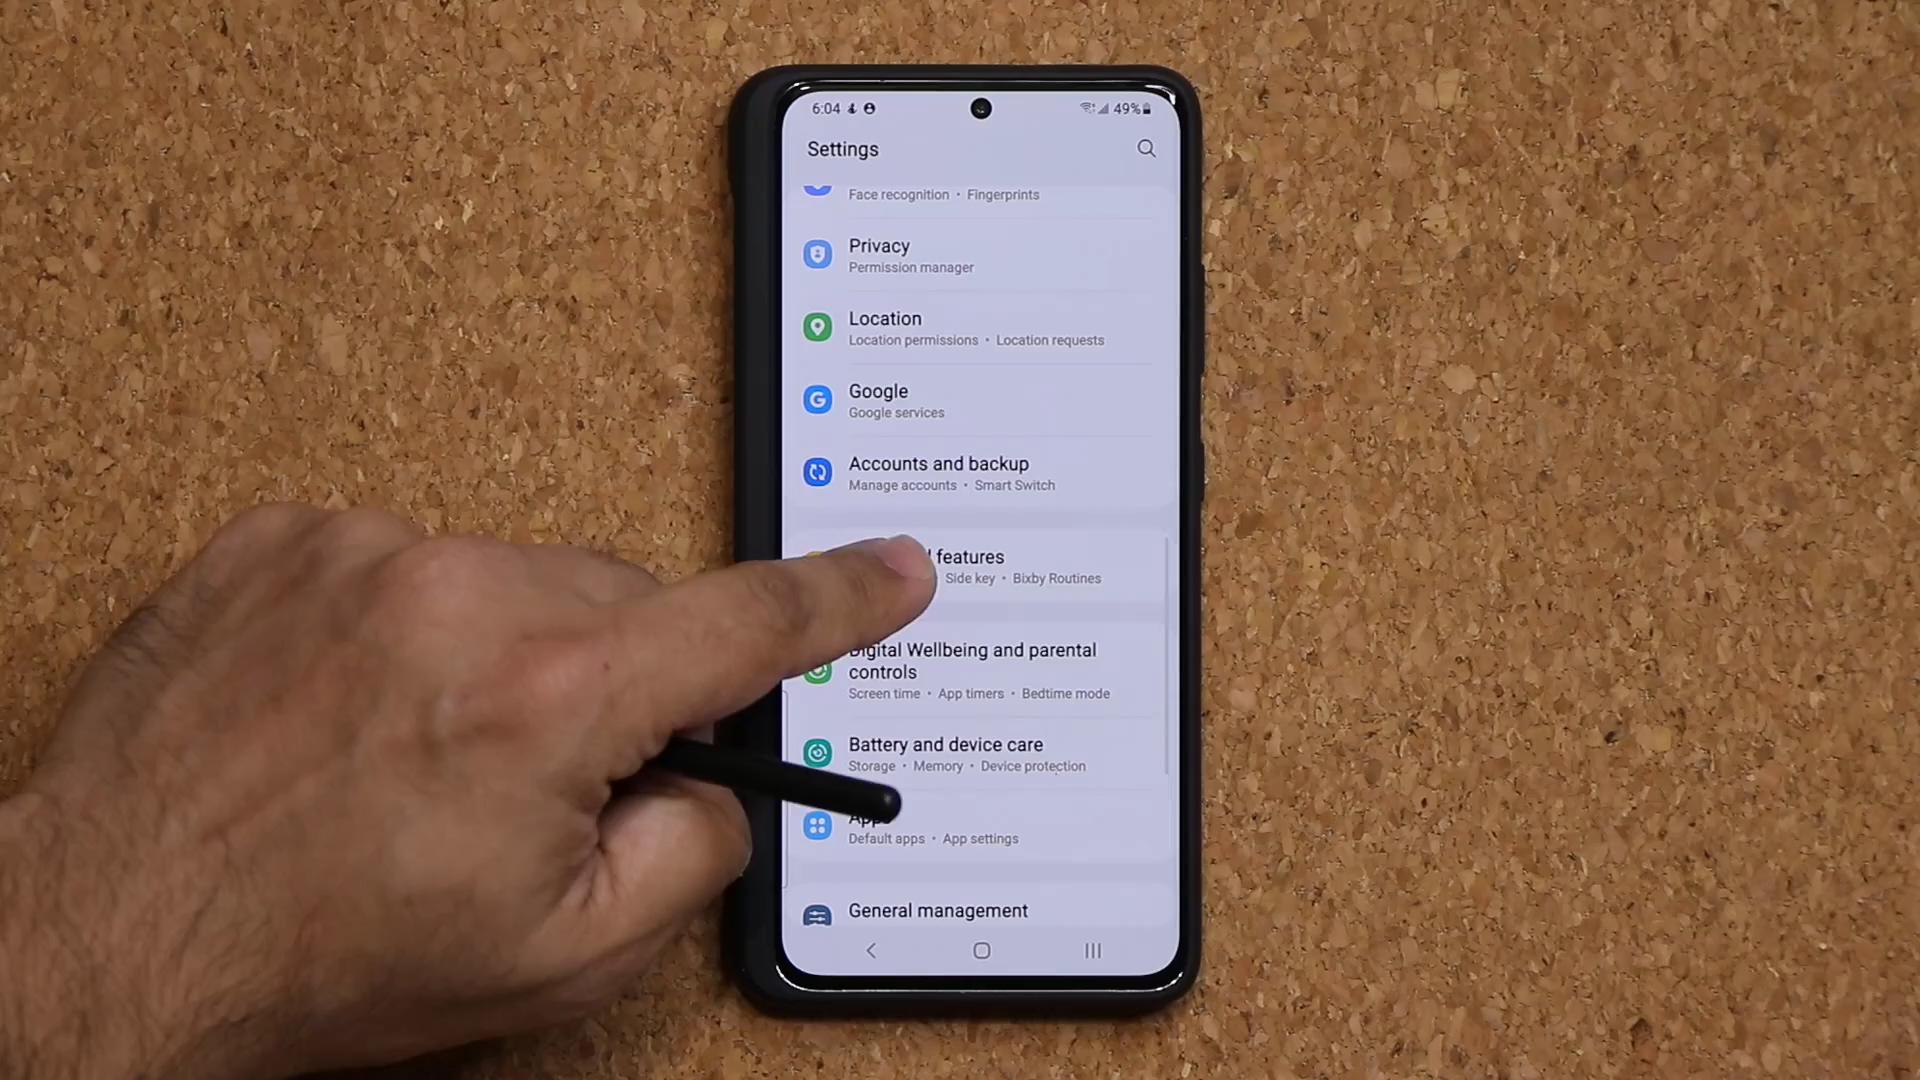 6:04 49%
Settings
Face recognition • Fingerprints
Privacy
Permission manager
Location
Location permissions • Location requests
Google
Google services
Accounts and backup
Manage accounts • Smart Switch
features
Side key • Bixby Routines
Digital Wellbeing and parental
controls
Screen time • App timers • Bedtime mode
Battery and device care
Storage • Memory • Device protection
Apps
Default apps • App settings
General management